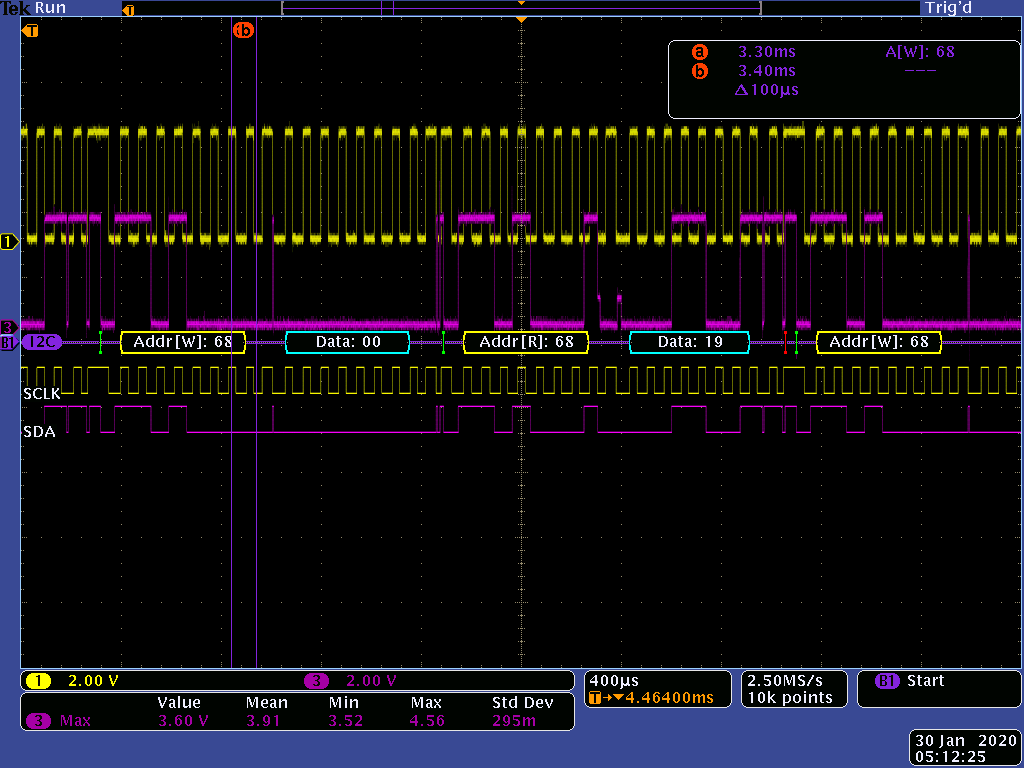 Tek Run Trig'd
T
T b
a 3.30ms A[W]: 68
b 3.40ms ---
Δ100µs
1
3
B1 I2C Addr[W]: 68 Data: 00 Addr[R]: 68 Data: 19 Addr[W]: 68
SCLK
SDA
1 2.00 V 3 2.00 V
Value Mean Min Max Std Dev
3 Max 3.60 V 3.91 3.52 4.56 295m
400µs
T→▼4.46400ms
2.50MS/s
10k points
B1 Start
30 Jan 2020
05:12:25